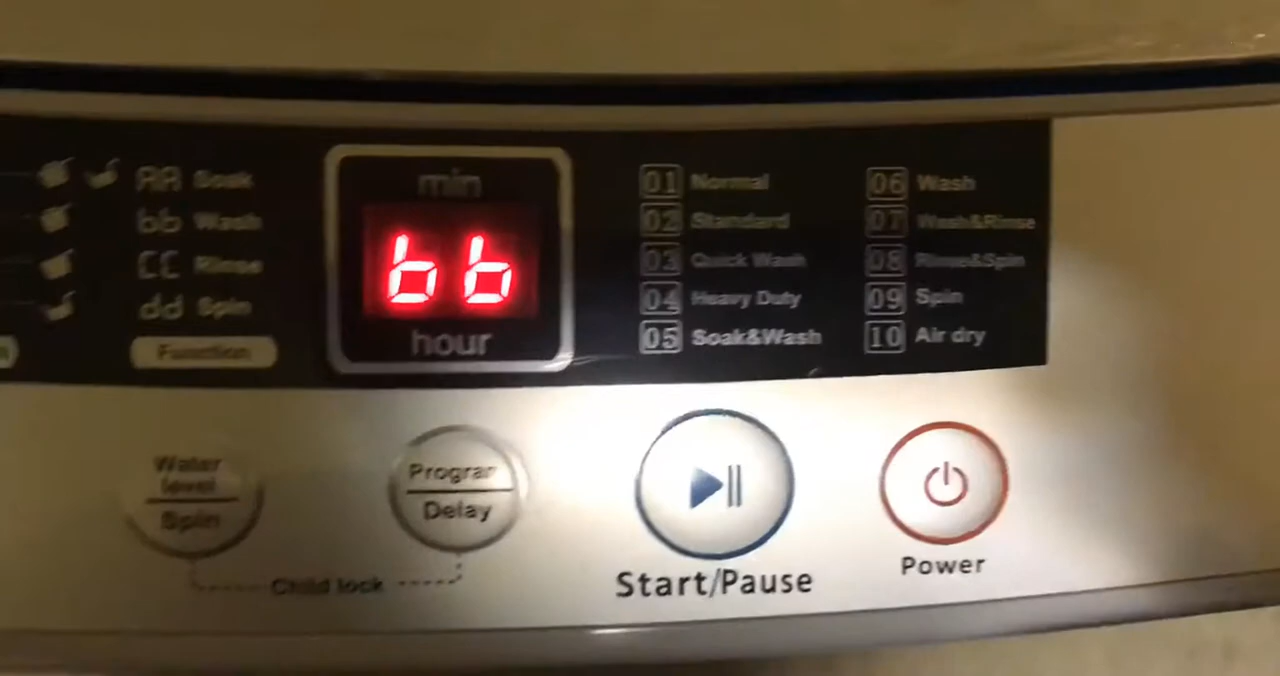 AA Soak
bb Wash
CC Rinse
dd Spin
Function
min
bb
hour
01 Normal
02 Standard
03 Quick Wash
04 Heavy Duty
05 Soak&Wash
06 Wash
07 Wash&Rinse
08 Rinse&Spin
09 Spin
10 Air dry
Water
level
Spin
Program
Delay
Child lock
Start/Pause
Power